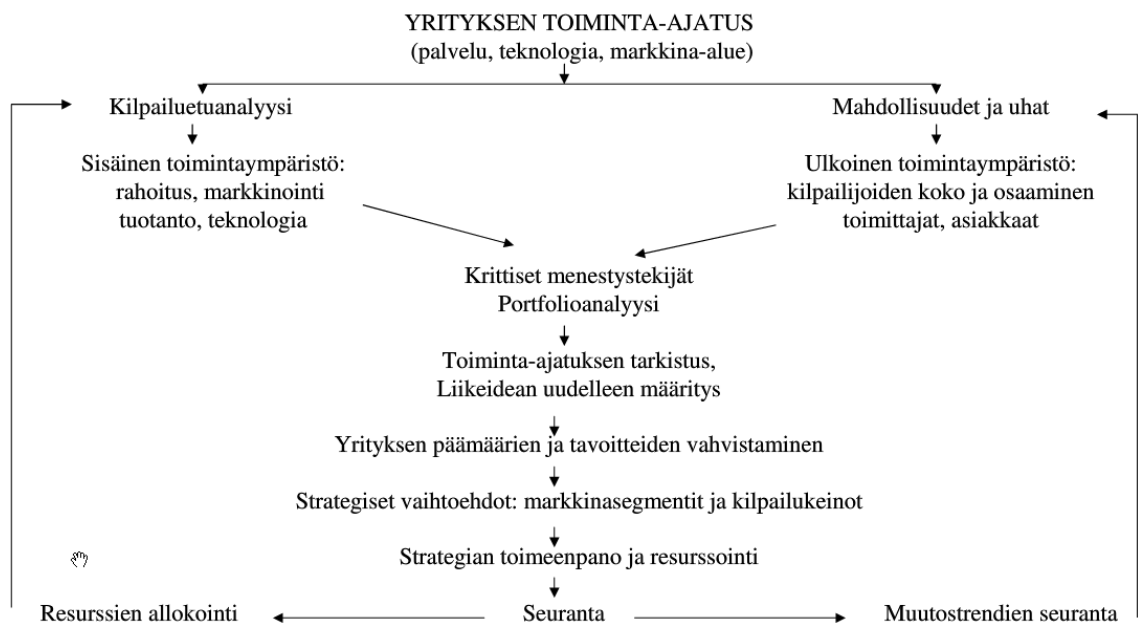 YRITYKSEN TOIMINTA-AJATUS
(palvelu, teknologia, markkina-alue)
Kilpailuetuanalyysi
Mahdollisuudet ja uhat
Sisäinen toimintaympäristö:
rahoitus, markkinointi
tuotanto, teknologia
Ulkoinen toimintaympäristö:
kilpailijoiden koko ja osaaminen
toimittajat, asiakkaat
Krittiset menestystekijät
Portfolioanalyysi
Toiminta-ajatuksen tarkistus,
Liikeidean uudelleen määritys
Yrityksen päämäärien ja tavoitteiden vahvistaminen
Strategiset vaihtoehdot: markkinasegmentit ja kilpailukeinot
Strategian toimeenpano ja resurssointi
Resurssien allokointi
Seuranta
Muutostrendien seuranta